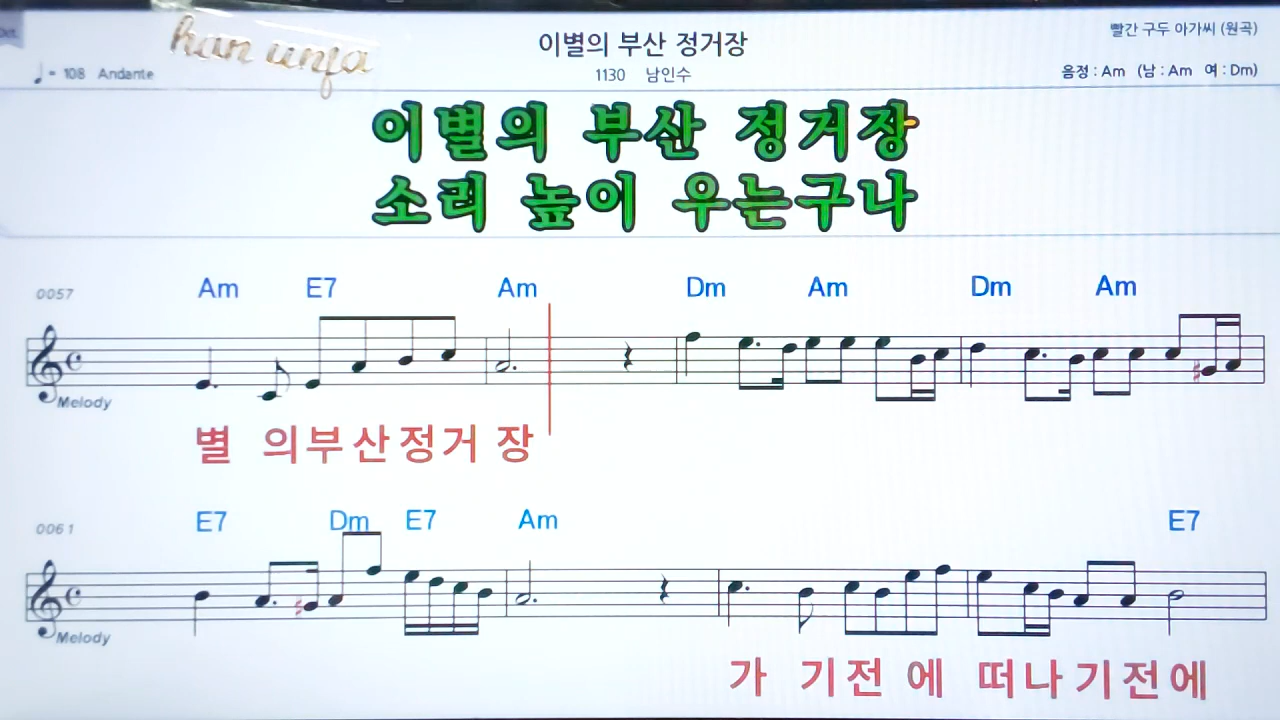 Oct.
han unja
이별의 부산 정거장
빨간 구두 아가씨 (원곡)
♩= 108 Andante
1130 남인수
음정 : Am (남 : Am 여 : Dm)
이별의 부산 정거장
소리 높이 우는구나
0057 Am E7 Am Dm Am Dm Am
Melody
별 의부산정거 장
0061 E7 Dm E7 Am E7
Melody
가 기전 에 떠나기전에